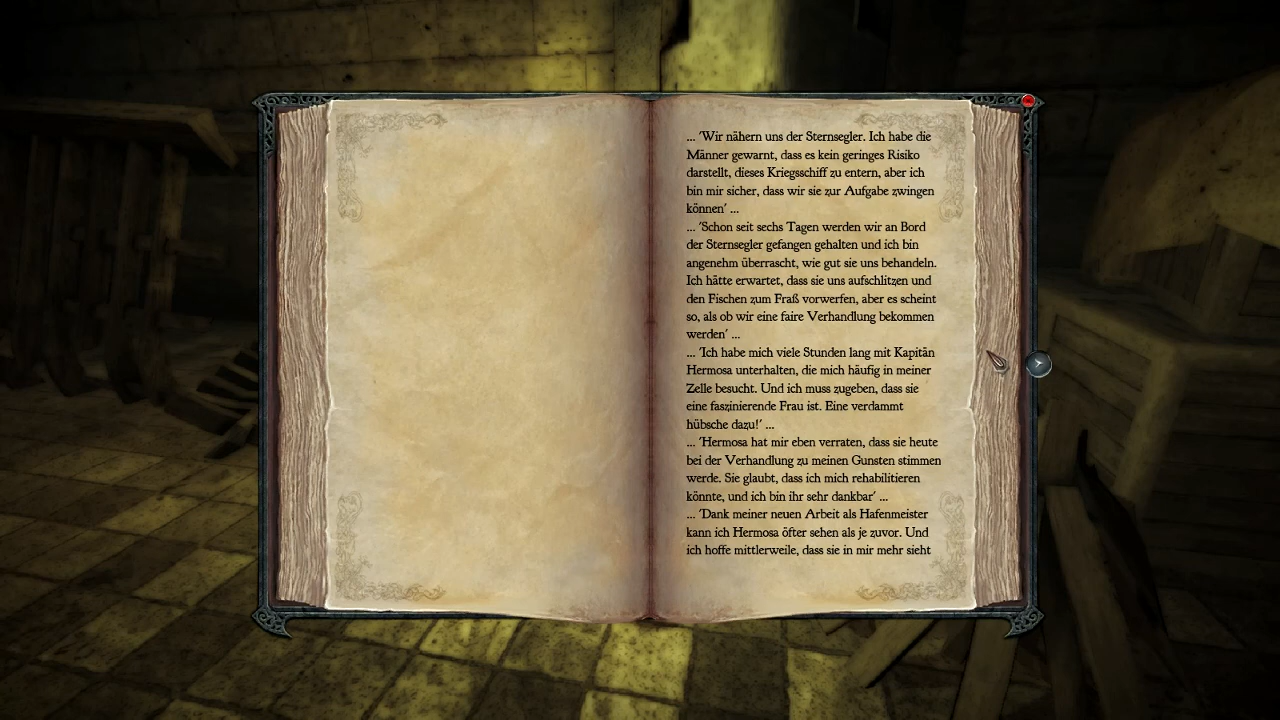 ... 'Wir nähern uns der Sternsegler. Ich habe die
Männer gewarnt, dass es kein geringes Risiko
darstellt, dieses Kriegsschiff zu entern, aber ich
bin mir sicher, dass wir sie zur Aufgabe zwingen
können' ...
... 'Schon seit sechs Tagen werden wir an Bord
der Sternsegler gefangen gehalten und ich bin
angenehm überrascht, wie gut sie uns behandeln.
Ich hätte erwartet, dass sie uns aufschlitzen und
den Fischen zum Fraß vorwerfen, aber es scheint
so, als ob wir eine faire Verhandlung bekommen
werden' ...
... 'Ich habe mich viele Stunden lang mit Kapitän
Hermosa unterhalten, die mich häufig in meiner
Zelle besucht. Und ich muss zugeben, dass sie
eine faszinierende Frau ist. Eine verdammt
hübsche dazu!' ...
... 'Hermosa hat mir eben verraten, dass sie heute
bei der Verhandlung zu meinen Gunsten stimmen
werde. Sie glaubt, dass ich mich rehabilitieren
könnte, und ich bin ihr sehr dankbar' ...
... 'Dank meiner neuen Arbeit als Hafenmeister
kann ich Hermosa öfter sehen als je zuvor. Und
ich hoffe mittlerweile, dass sie in mir mehr sieht